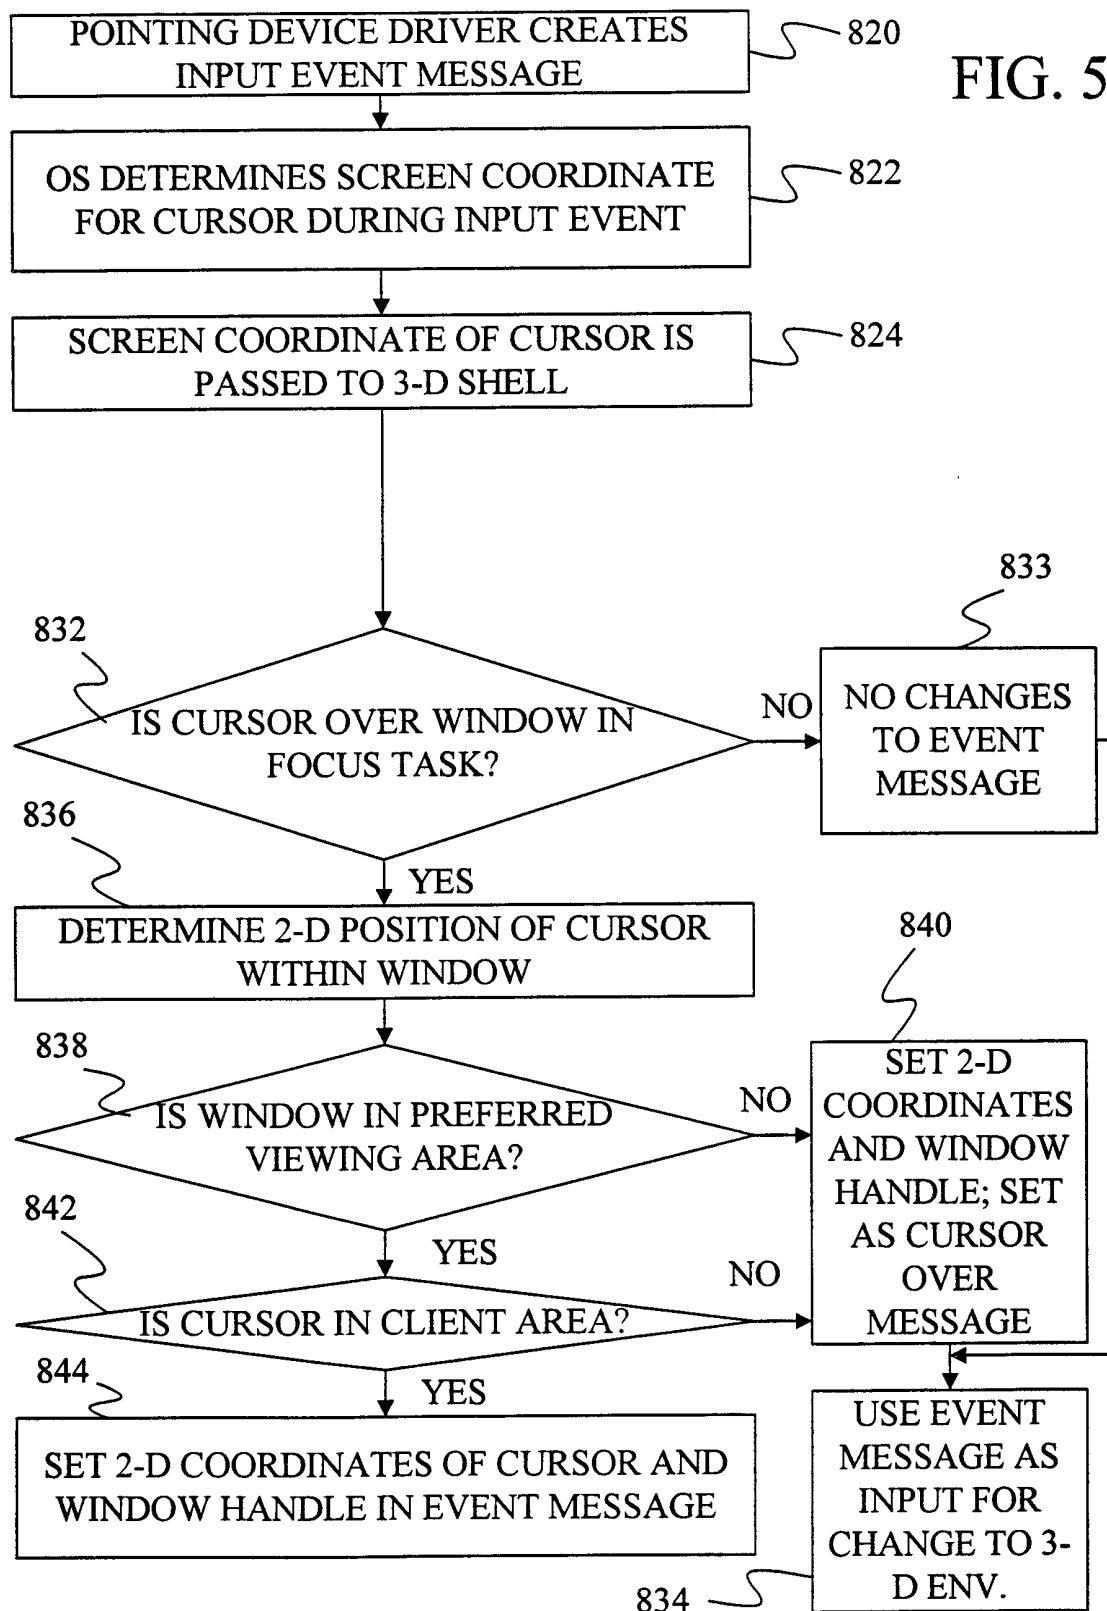 POINTING DEVICE DRIVER CREATES
INPUT EVENT MESSAGE
820
FIG. 5
OS DETERMINES SCREEN COORDINATE
FOR CURSOR DURING INPUT EVENT
822
SCREEN COORDINATE OF CURSOR IS
PASSED TO 3-D SHELL
824
832
IS CURSOR OVER WINDOW IN
FOCUS TASK?
NO
833
NO CHANGES
TO EVENT
MESSAGE
YES
836
DETERMINE 2-D POSITION OF CURSOR
WITHIN WINDOW
838
IS WINDOW IN PREFERRED
VIEWING AREA?
NO
840
SET 2-D
COORDINATES
AND WINDOW
HANDLE; SET
AS CURSOR
OVER
MESSAGE
YES
842
IS CURSOR IN CLIENT AREA?
NO
YES
844
SET 2-D COORDINATES OF CURSOR AND
WINDOW HANDLE IN EVENT MESSAGE
USE EVENT
MESSAGE AS
INPUT FOR
CHANGE TO 3-
D ENV.
834